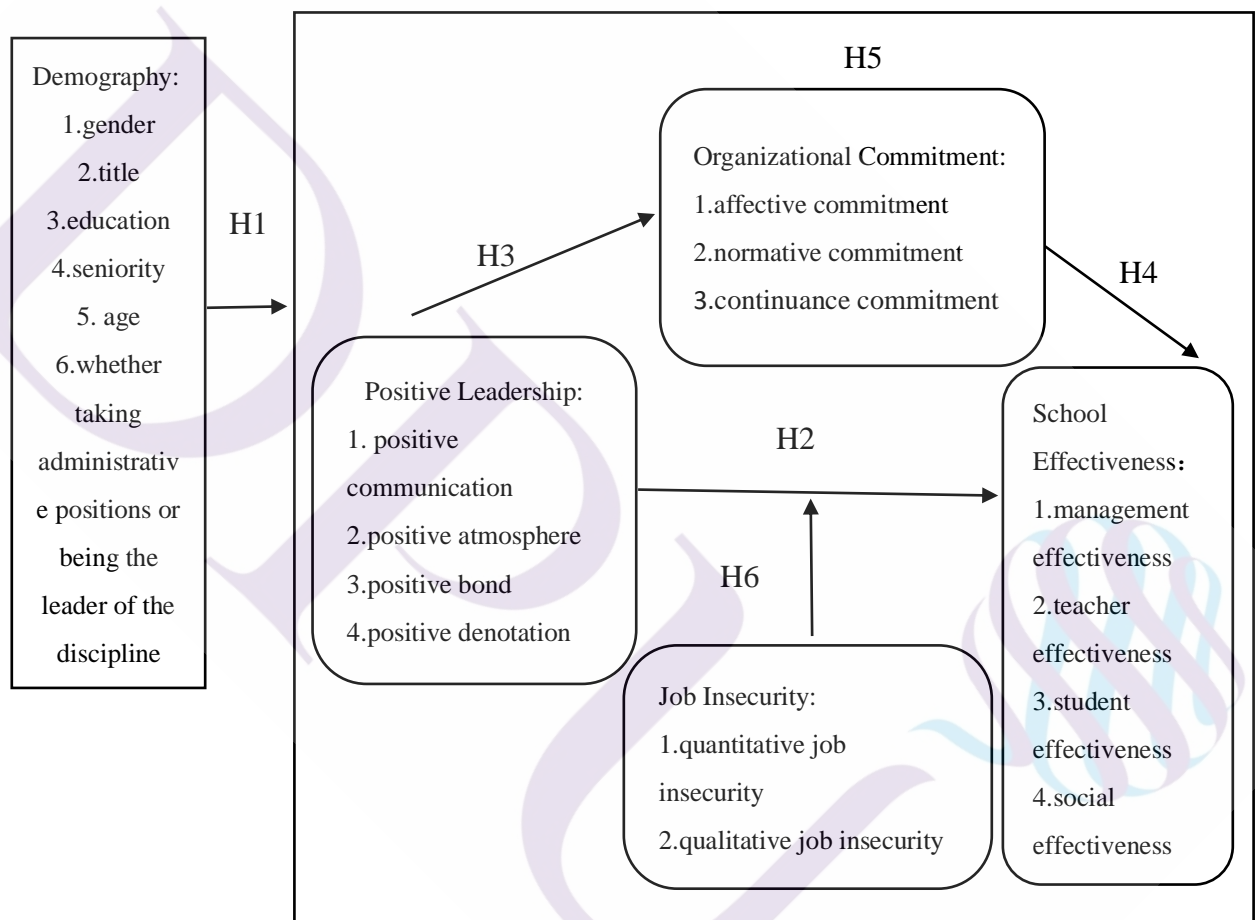 Demography:
1.gender
2.title
3.education
4.seniority
5. age
6.whether
taking
administrativ
e positions or
being the
leader of the
discipline
H1
H5
Organizational Commitment:
1.affective commitment
2.normative commitment
3.continuance commitment
H3
H4
Positive Leadership:
1. positive
communication
2.positive atmosphere
3.positive bond
4.positive denotation
H2
H6
School
Effectiveness：
1.management
effectiveness
2.teacher
effectiveness
3.student
effectiveness
4.social
effectiveness
Job Insecurity:
1.quantitative job
insecurity
2.qualitative job insecurity